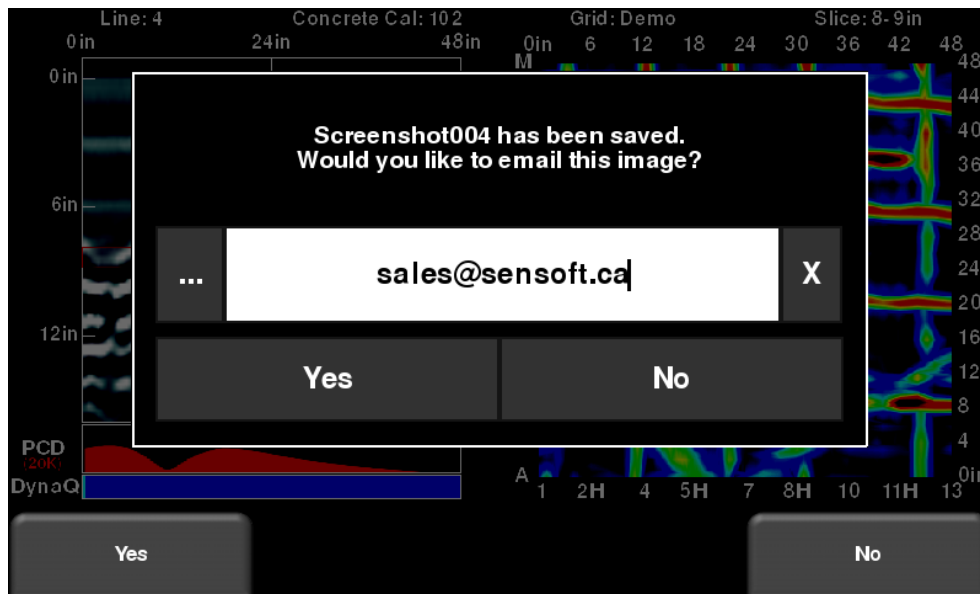 Line: 4 Concrete Cal: 102 Grid: Demo Slice: 8-9in
0in 24in 48in 0in 6 12 18 24 30 36 42 48
M 48
0in
44
40
Screenshot004 has been saved.
Would you like to email this image?
36
6in 32
28
... sales@sensoft.ca X
24
20
12in 16
12
Yes No
8
PCD 4
(20K)
A 0in
DynaQ 1 2H 4 5H 7 8H 10 11H 13
Yes No